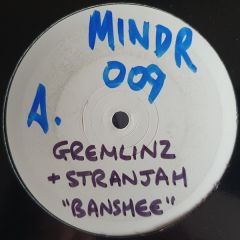 MINDR
009
A.
GREMLINZ
+ STRANJAH
"BANSHEE"